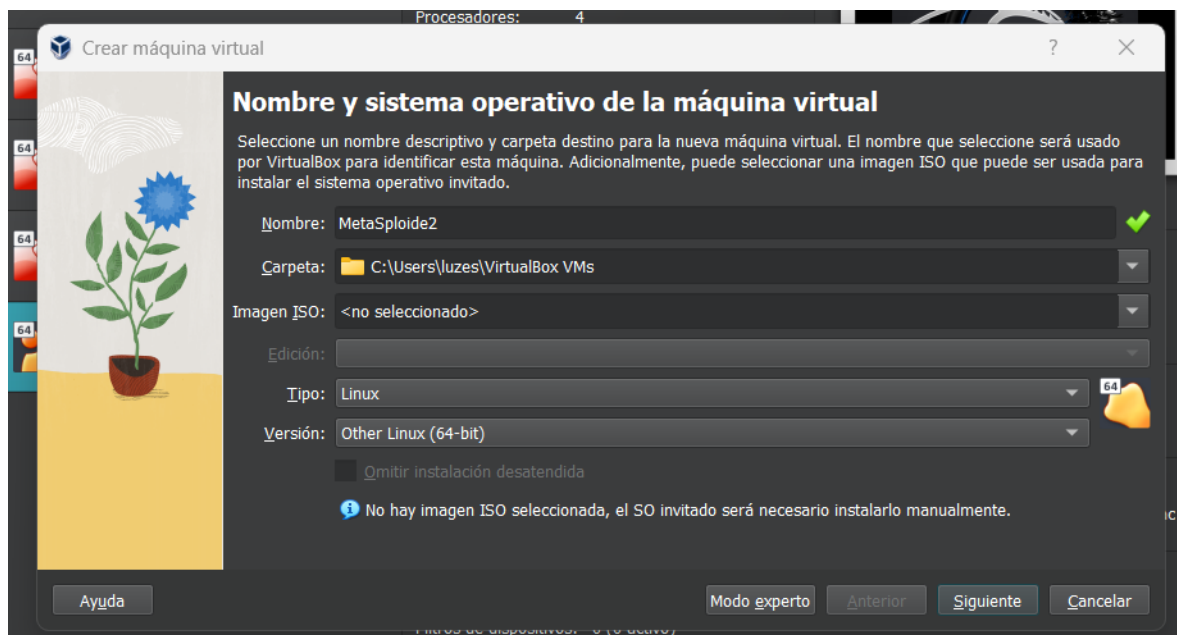 Procesadores: 4
64
Crear máquina virtual
?
Nombre y sistema operativo de la máquina virtual
Seleccione un nombre descriptivo y carpeta destino para la nueva máquina virtual. El nombre que seleccione será usado
por VirtualBox para identificar esta máquina. Adicionalmente, puede seleccionar una imagen ISO que puede ser usada para
instalar el sistema operativo invitado.
64
Nombre: MetaSploide2
64
Carpeta: C:\Users\luzes\VirtualBox VMs
Imagen ISO: <no seleccionado>
64
Edición:
Tipo: Linux
64
Versión: Other Linux (64-bit)
Omitir instalación desatendida
No hay imagen ISO seleccionada, el SO invitado será necesario instalarlo manualmente.
Ayuda
Modo experto
Anterior
Siguiente
Cancelar